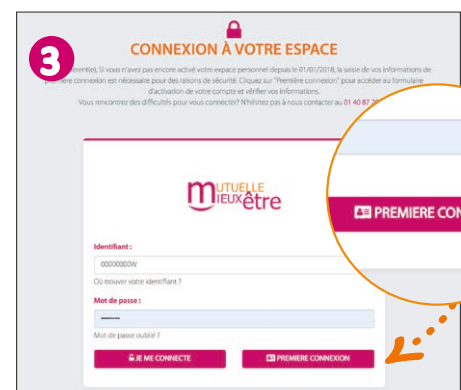 3
CONNEXION À VOTRE ESPACE
Si vous n'avez pas encore activé votre espace personnel depuis le 01/01/2018, la saisie de vos informations de
connexion est nécessaire pour des raisons de sécurité. Cliquez sur "Première connexion" pour accéder au formulaire
d'activation de votre compte et vérifier vos informations.
Vous rencontrez des difficultés pour vous connecter? N'hésitez pas à nous contacter au 01 40 87
MUTUELLE
MIEUX être
Identifiant :
00000000W
Où trouver votre identifiant ?
Mot de passe :
Mot de passe oublié ?
JE ME CONNECTE
PREMIERE CONNEXION
PREMIERE CON